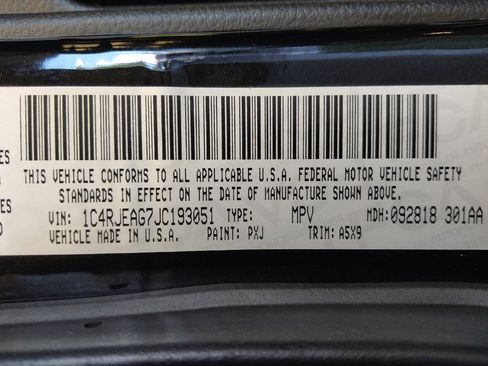 THIS VEHICLE CONFORMS TO ALL APPLICABLE U.S.A. FEDERAL MOTOR VEHICLE SAFETY
STANDARDS IN EFFECT ON THE DATE OF MANUFACTURE SHOWN ABOVE.
VIN: 1C4RJEAG7JC193051 TYPE: MPV MDH: 092818 301AA
VEHICLE MADE IN U.S.A. PAINT: PXJ TRIM: A5X9